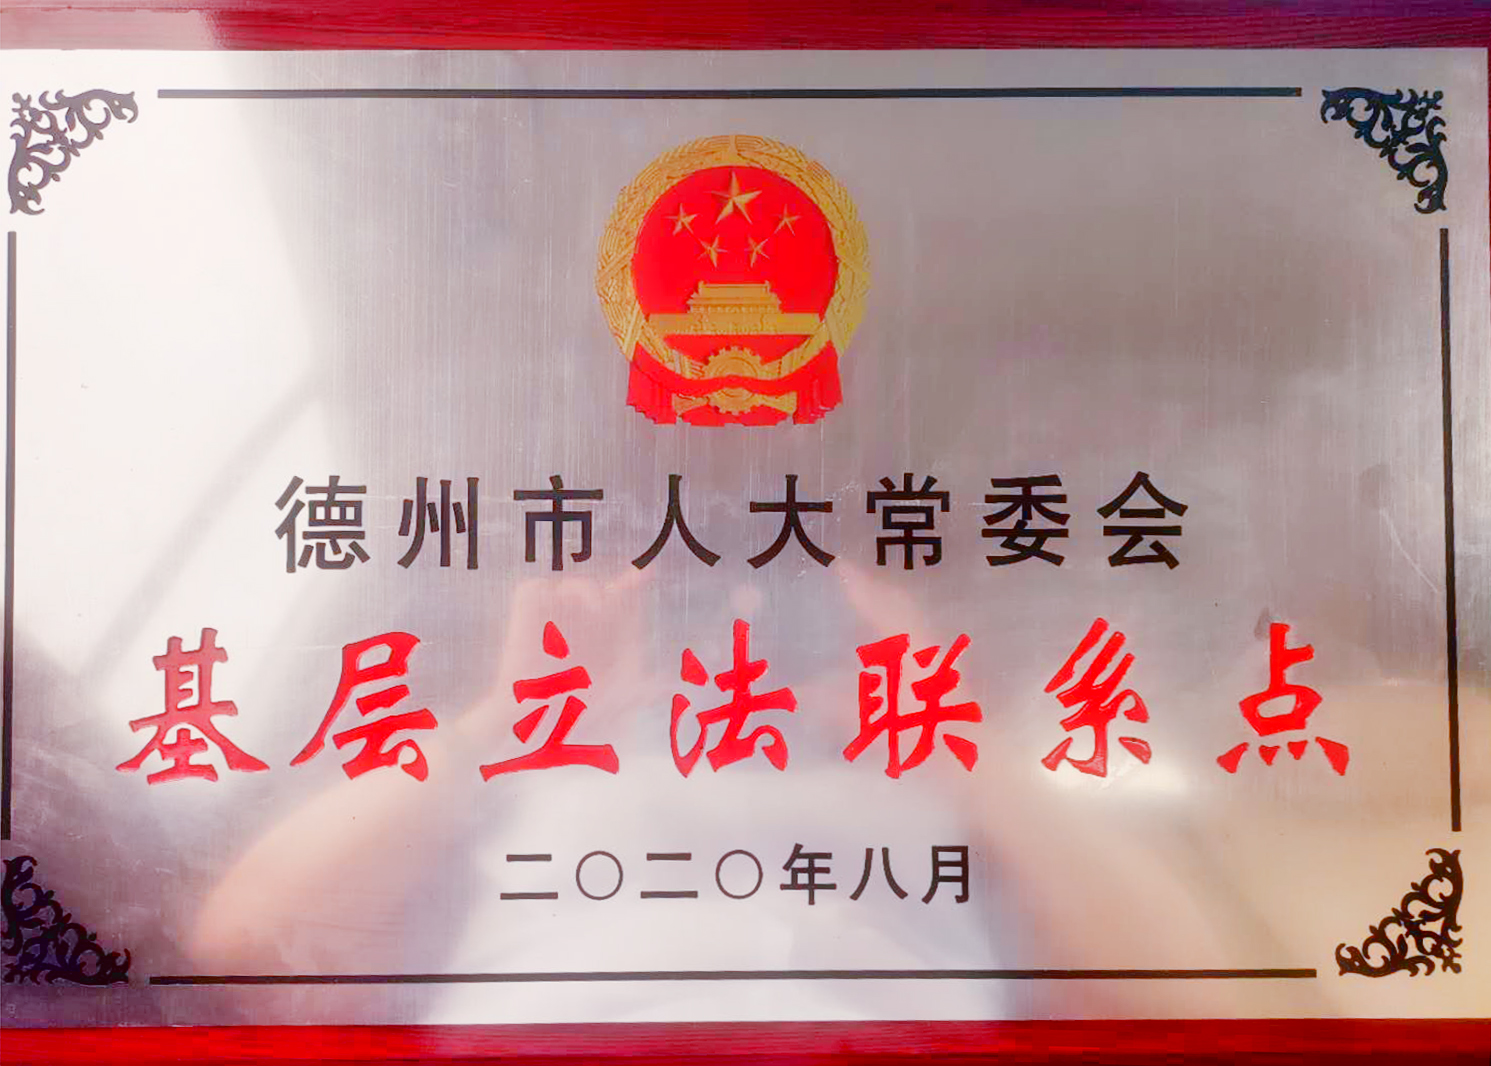 德州市人大常委会
基层立法联系点
二〇二〇年八月